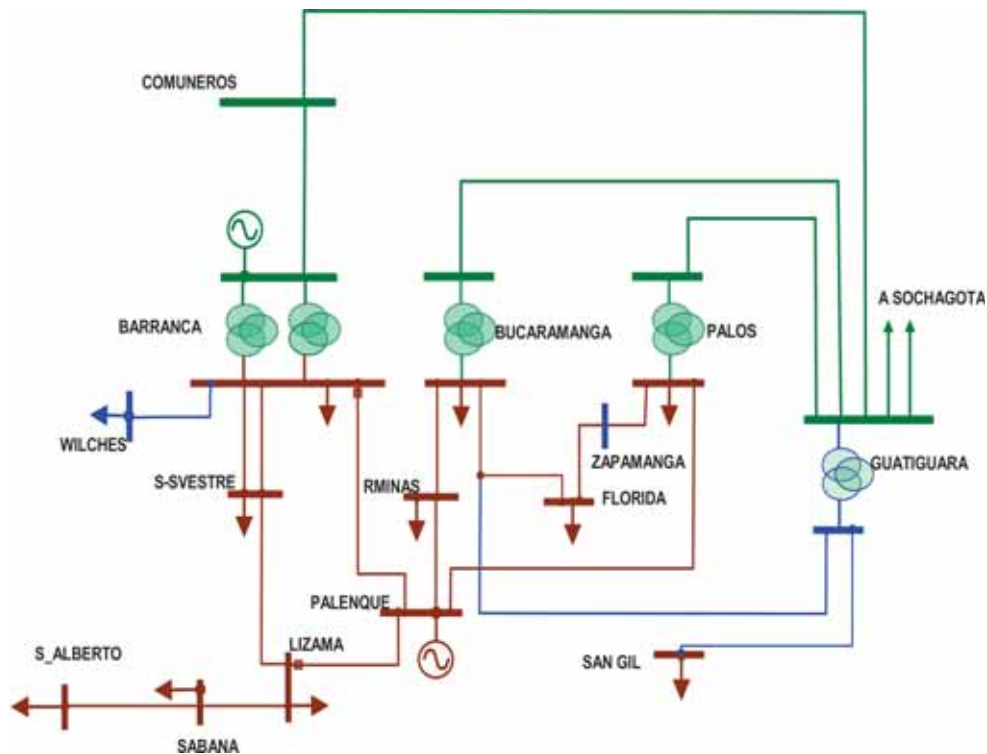 COMUNEROS
A SOCHAGOTA
BARRANCA
BUCARAMANGA
PALOS
WILCHES
ZAPAMANGA
GUATIGUARA
S-SVESTRE
RMINAS
FLORIDA
PALENQUE
LIZAMA
S_ALBERTO
SAN GIL
SABANA